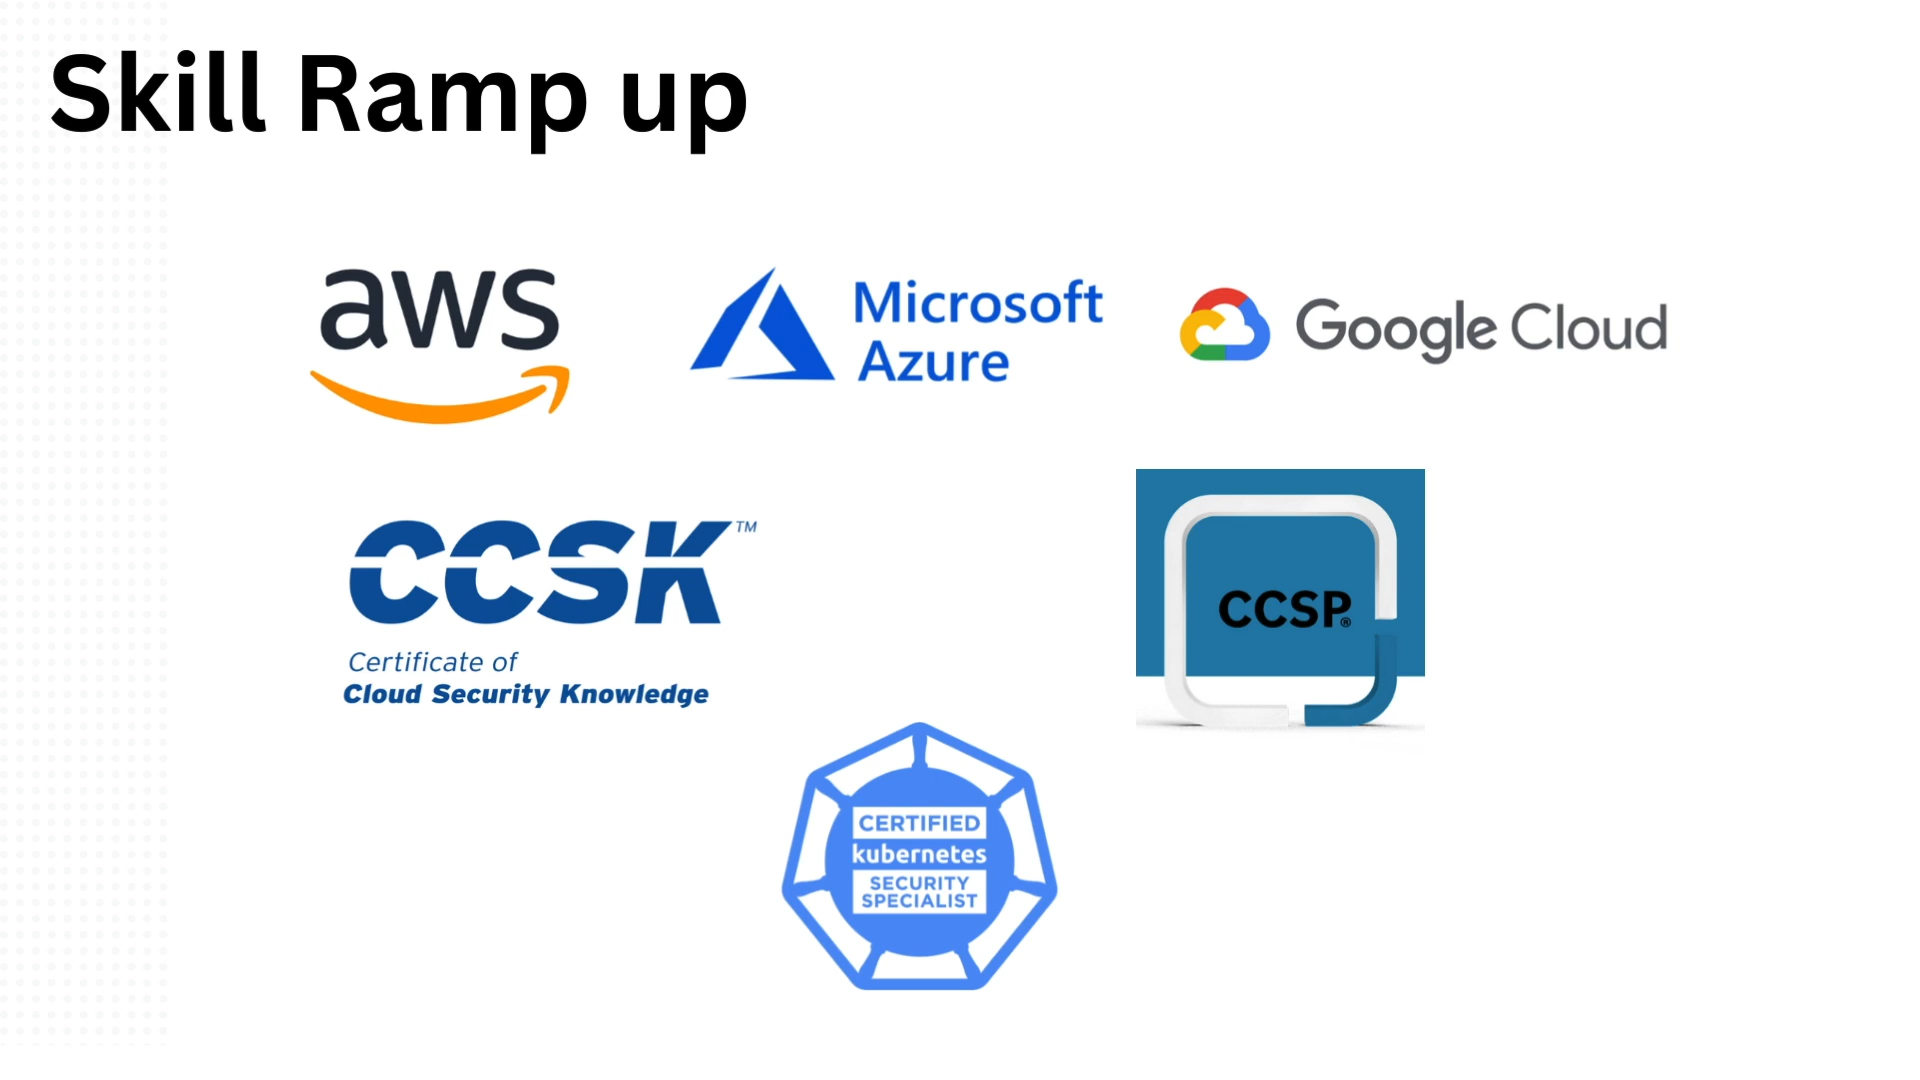 Skill Ramp up
aws
Microsoft
Azure
Google Cloud
CCSK™
Certificate of
Cloud Security Knowledge
CCSP®
CERTIFIED
kubernetes
SECURITY
SPECIALIST